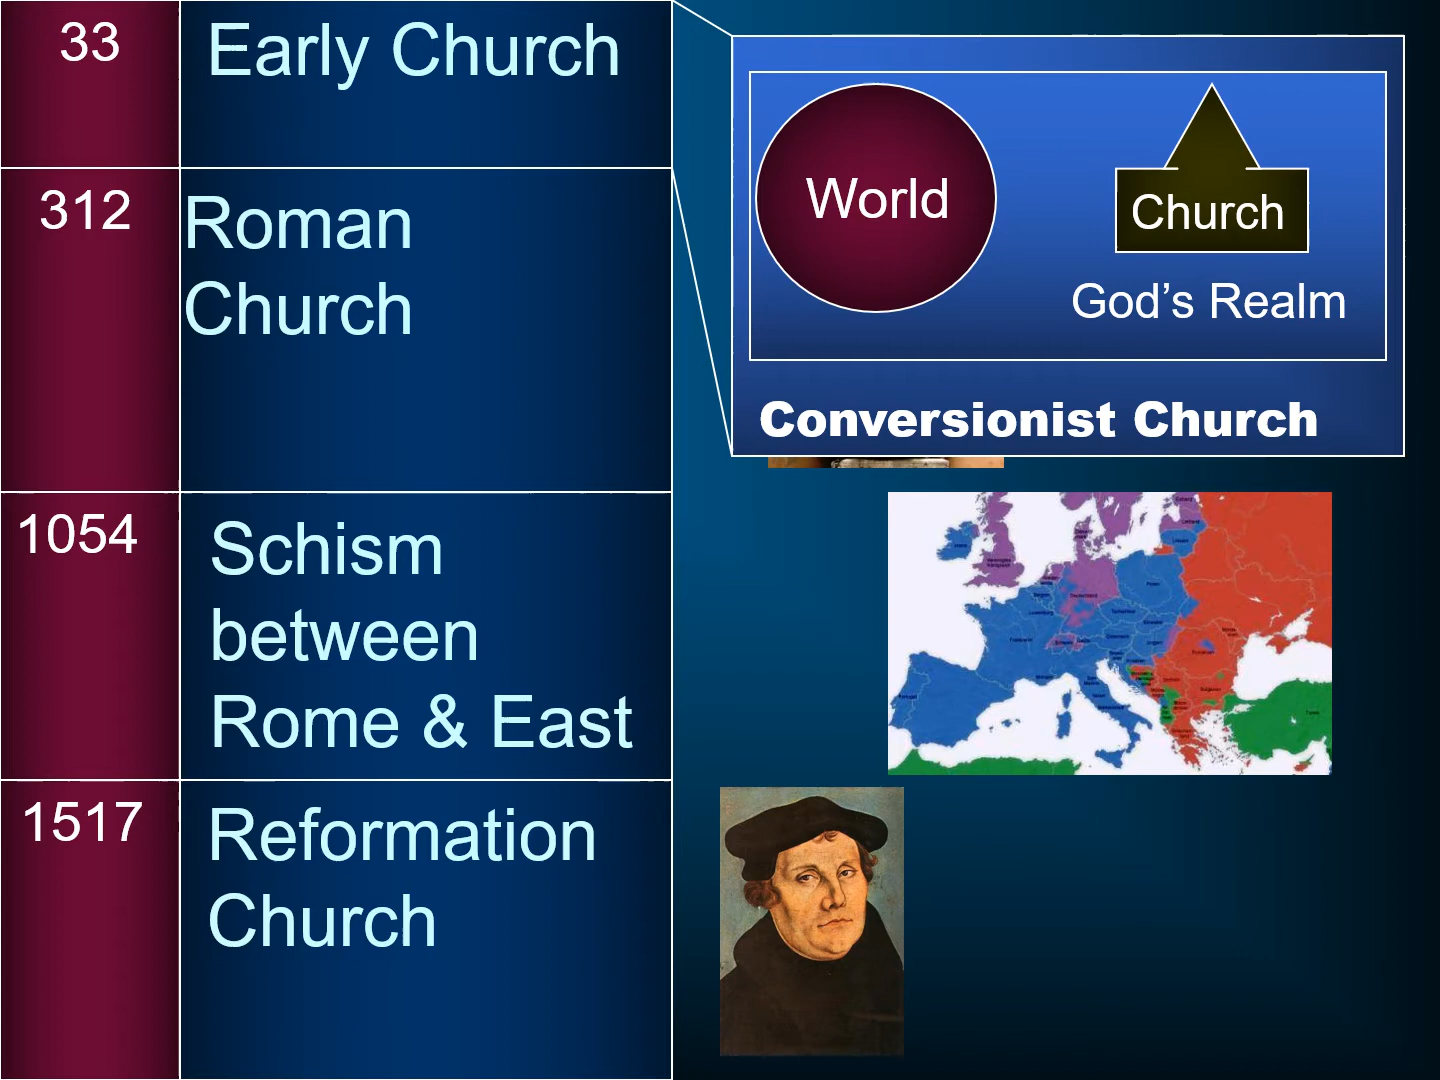 33
Early Church
312
Roman
Church
1054
Schism
between
Rome & East
1517
Reformation
Church
World
Church
God’s Realm
Conversionist Church